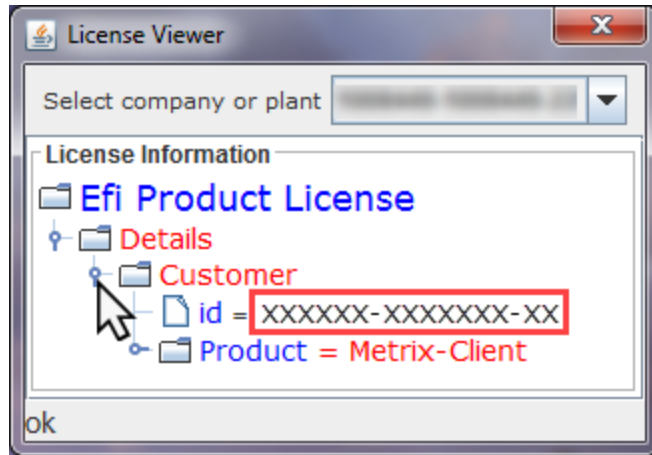 License Viewer
Select company or plant
License Information
Efi Product License
Details
Customer
id = XXXXXX-XXXXXXX-XX
Product = Metrix-Client
ok